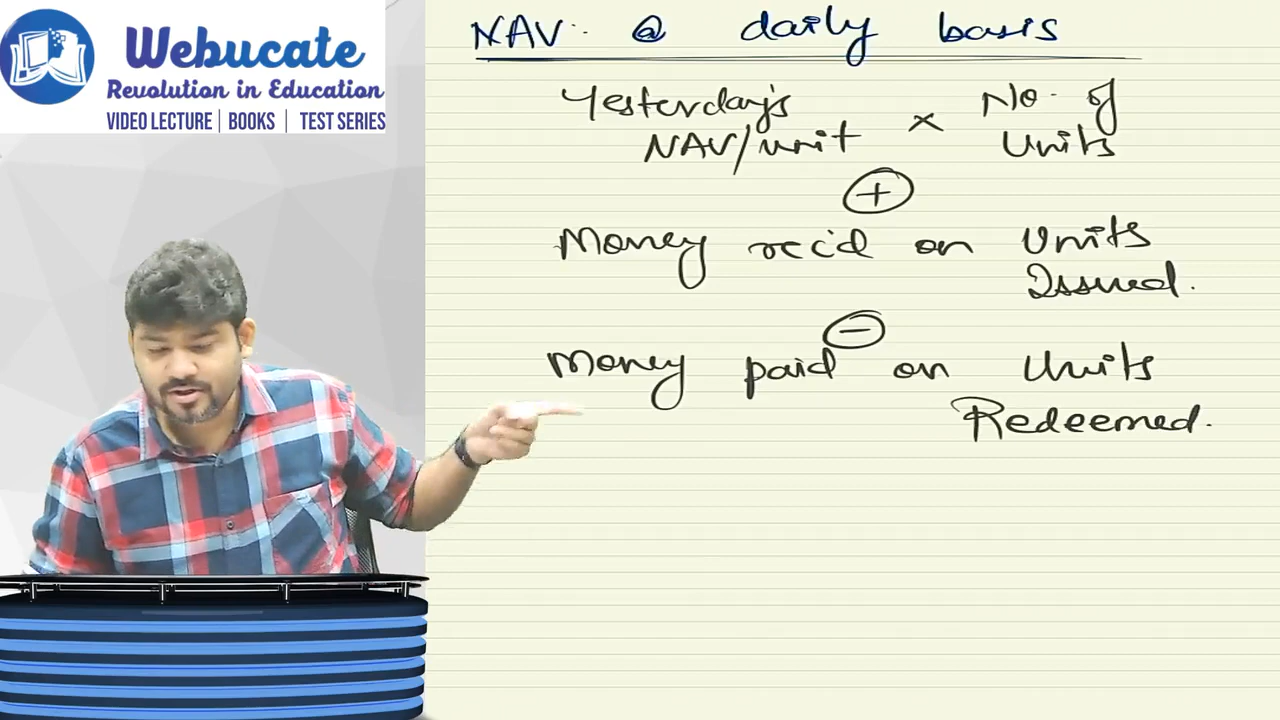 Webucate
Revolution in Education
VIDEO LECTURE | BOOKS | TEST SERIES
NAV: @ daily basis
Yesterday's
NAV/unit × No. of
Units
+
Money rec'd on Units
Issued.
−
Money paid on Units
Redeemed.